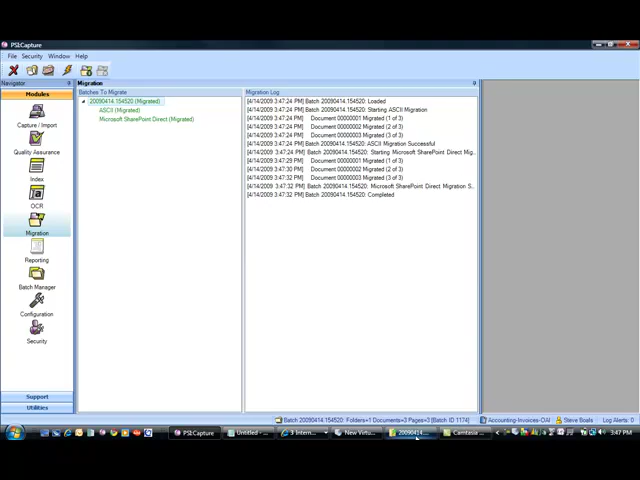 PSI:Capture
File Security Window Help
Navigator
Migration
Modules
Batches To Migrate
Migration Log
20090414.154520 (Migrated)
ASCII (Migrated)
Microsoft SharePoint Direct (Migrated)
[4/14/2009 3:47:24 PM] Batch 20090414.154520: Loaded
[4/14/2009 3:47:24 PM] Batch 20090414.154520: Starting ASCII Migration
[4/14/2009 3:47:24 PM] Document 00000001 Migrated (1 of 3)
[4/14/2009 3:47:24 PM] Document 00000002 Migrated (2 of 3)
[4/14/2009 3:47:24 PM] Document 00000003 Migrated (3 of 3)
[4/14/2009 3:47:24 PM] Batch 20090414.154520: ASCII Migration Successful
[4/14/2009 3:47:24 PM] Batch 20090414.154520: Starting Microsoft SharePoint Direct Mig...
[4/14/2009 3:47:29 PM] Document 00000001 Migrated (1 of 3)
[4/14/2009 3:47:30 PM] Document 00000002 Migrated (2 of 3)
[4/14/2009 3:47:32 PM] Document 00000003 Migrated (3 of 3)
[4/14/2009 3:47:32 PM] Batch 20090414.154520: Microsoft SharePoint Direct Migration S...
[4/14/2009 3:47:32 PM] Batch 20090414.154520: Completed
Capture / Import
Quality Assurance
Index
OCR
Migration
Reporting
Batch Manager
Configuration
Security
Support
Utilities
Batch 20090414.154520: Folders=1 Documents=3 Pages=3 [Batch ID 1174]
Accounting-Invoices-OAI
Steve Boals
Log Alerts: 0
PSI:Capture
Untitled - ...
3 Intern...
New Virtu...
20090414....
Camtasia ...
3:47 PM